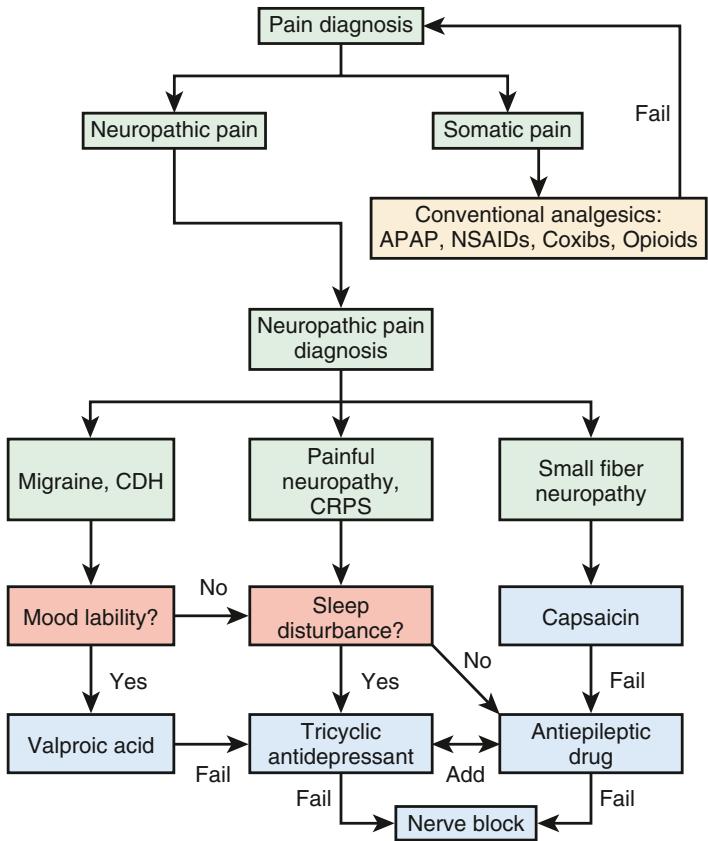 Pain diagnosis
Fail
Neuropathic pain
Somatic pain
Conventional analgesics:
APAP, NSAIDs, Coxibs, Opioids
Neuropathic pain
diagnosis
Migraine, CDH
Painful
neuropathy,
CRPS
Small fiber
neuropathy
Mood lability?
No
Sleep
disturbance?
Capsaicin
Yes
Yes
No
Fail
Valproic acid
Fail
Tricyclic
antidepressant
Add
Antiepileptic
drug
Fail
Nerve block
Fail